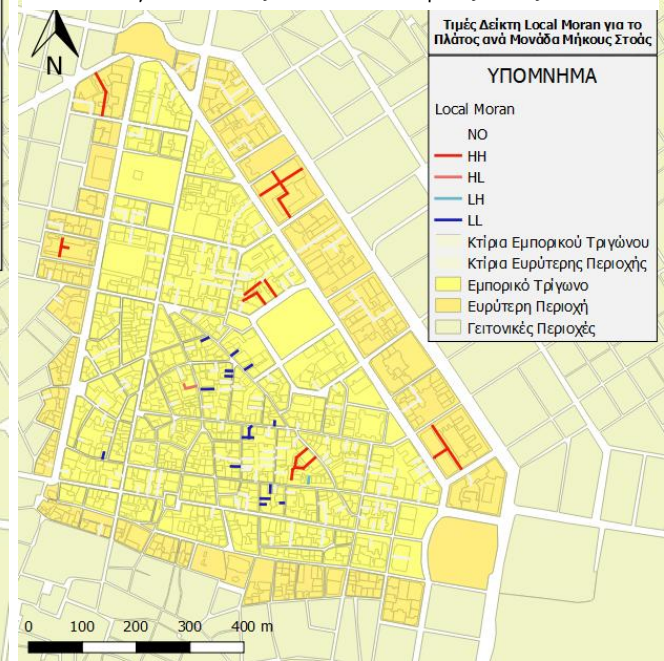 Τιμές Δείκτη Local Moran για το
Πλάτος ανά Μονάδα Μήκους Στοάς
N
ΥΠΟΜΝΗΜΑ
Local Moran
NO
HH
HL
LH
LL
Κτίρια Εμπορικού Τριγώνου
Κτίρια Ευρύτερης Περιοχής
Εμπορικό Τρίγωνο
Ευρύτερη Περιοχή
Γειτονικές Περιοχές
0 100 200 300 400 m